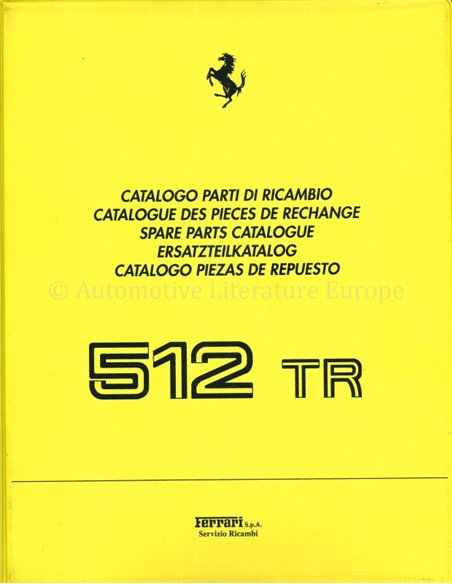 CATALOGO PARTI DI RICAMBIO
CATALOGUE DES PIECES DE RECHANGE
SPARE PARTS CATALOGUE
ERSATZTEILKATALOG
CATALOGO PIEZAS DE REPUESTO
© Automotive Literature Europe
512 TR
Ferrari S.p.A.
Servizio Ricambi